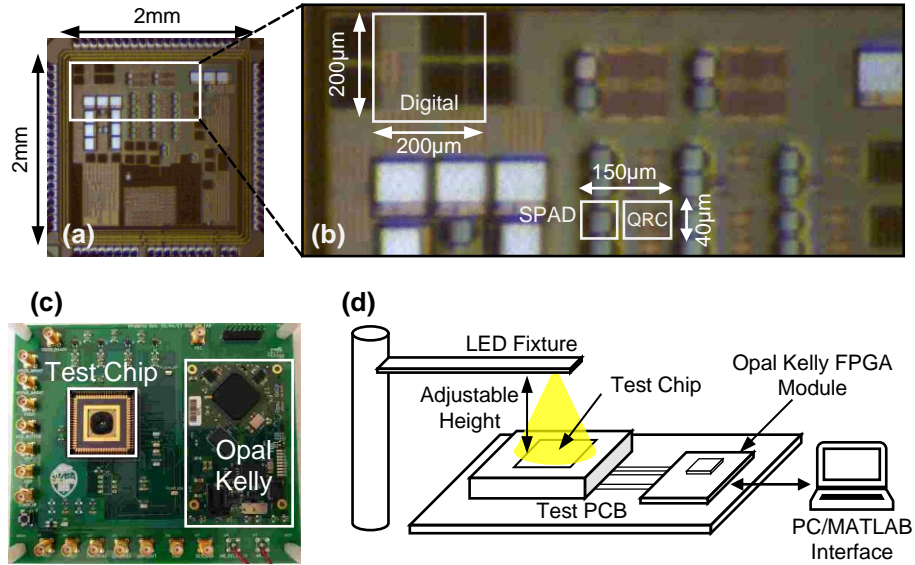 2mm
2mm
(a)
200µm
Digital
200µm
150µm
SPAD
QRC
40µm
(b)
(c)
Test Chip
Opal
Kelly
(d)
LED Fixture
Adjustable
Height
Test Chip
Opal Kelly FPGA
Module
Test PCB
PC/MATLAB
Interface